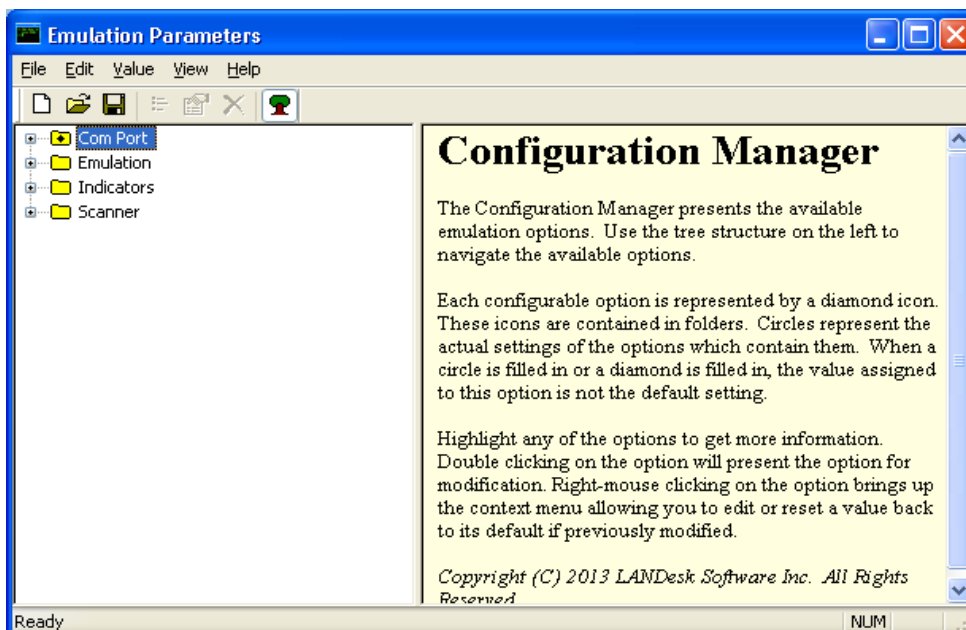 Emulation Parameters
File Edit Value View Help
Com Port
Emulation
Indicators
Scanner
Configuration Manager
The Configuration Manager presents the available
emulation options. Use the tree structure on the left to
navigate the available options.
Each configurable option is represented by a diamond icon.
These icons are contained in folders. Circles represent the
actual settings of the options which contain them. When a
circle is filled in or a diamond is filled in, the value assigned
to this option is not the default setting.
Highlight any of the options to get more information.
Double clicking on the option will present the option for
modification. Right-mouse clicking on the option brings up
the context menu allowing you to edit or reset a value back
to its default if previously modified.
Copyright (C) 2013 LANDesk Software Inc. All Rights
Reserved
Ready NUM